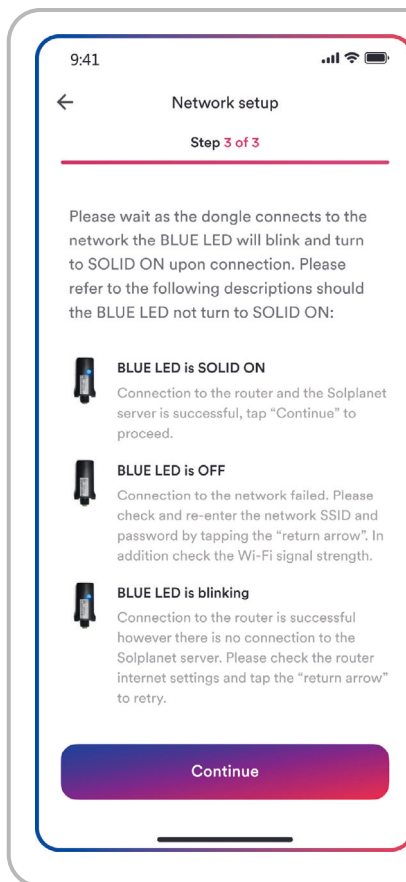 9:41
Network setup
Step 3 of 3
Please wait as the dongle connects to the
network the BLUE LED will blink and turn
to SOLID ON upon connection. Please
refer to the following descriptions should
the BLUE LED not turn to SOLID ON:
BLUE LED is SOLID ON
Connection to the router and the Solplanet
server is successful, tap “Continue” to
proceed.
BLUE LED is OFF
Connection to the network failed. Please
check and re-enter the network SSID and
password by tapping the “return arrow”. In
addition check the Wi-Fi signal strength.
BLUE LED is blinking
Connection to the router is successful
however there is no connection to the
Solplanet server. Please check the router
internet settings and tap the “return arrow”
to retry.
Continue